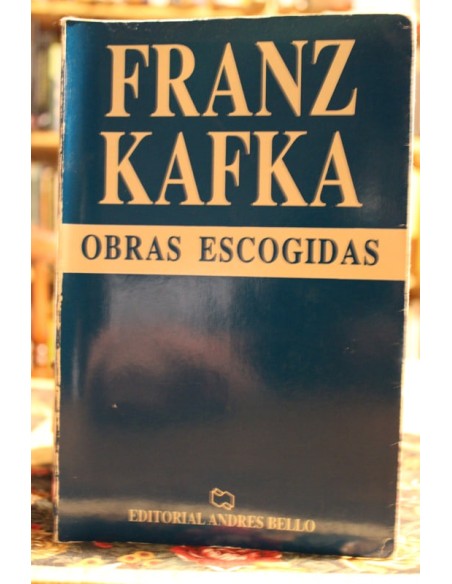 FRANZ
KAFKA
OBRAS ESCOGIDAS
EDITORIAL ANDRES BELLO